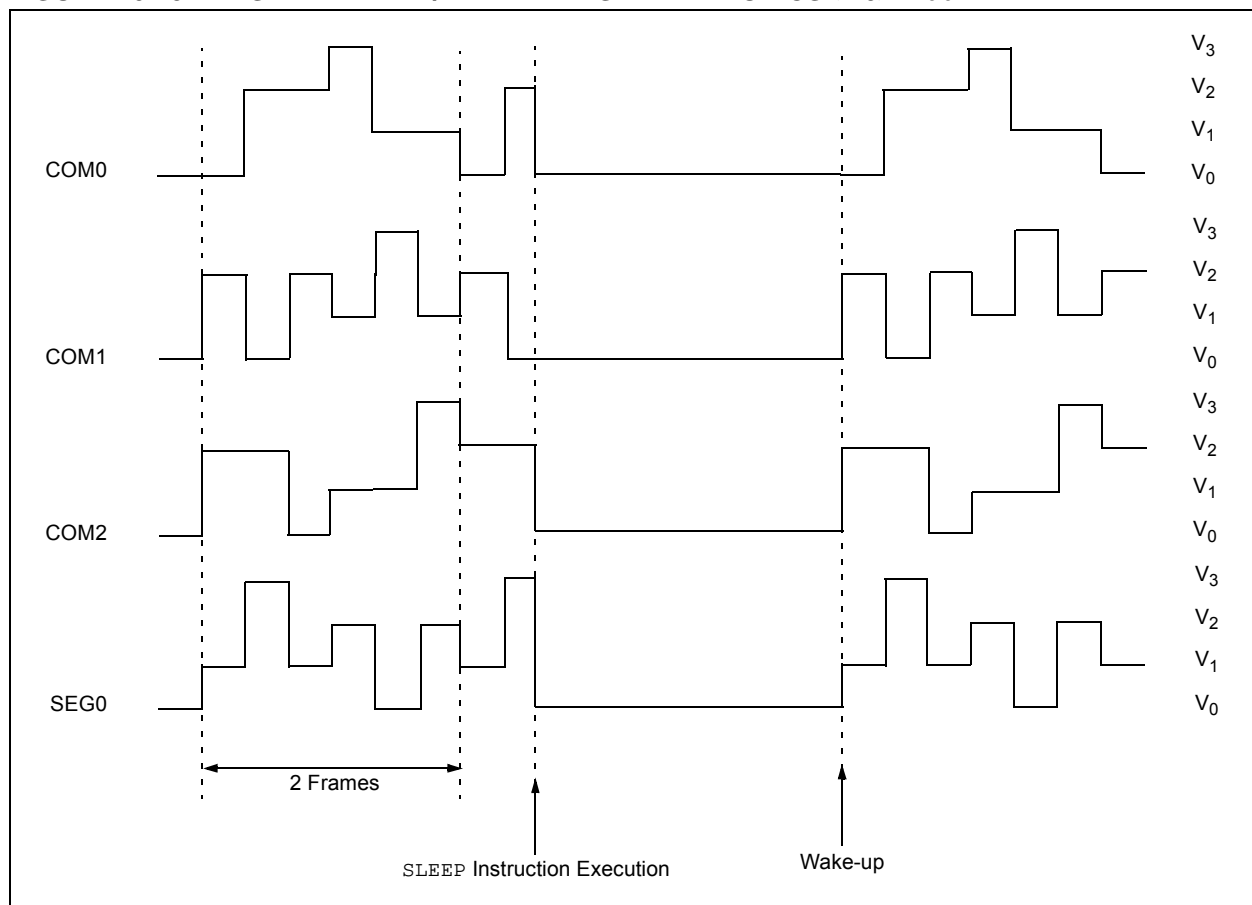 V3
V2
V1
COM0
V0
V3
V2
V1
COM1
V0
V3
V2
V1
COM2
V0
V3
V2
V1
SEG0
V0
2 Frames
SLEEP Instruction Execution
Wake-up